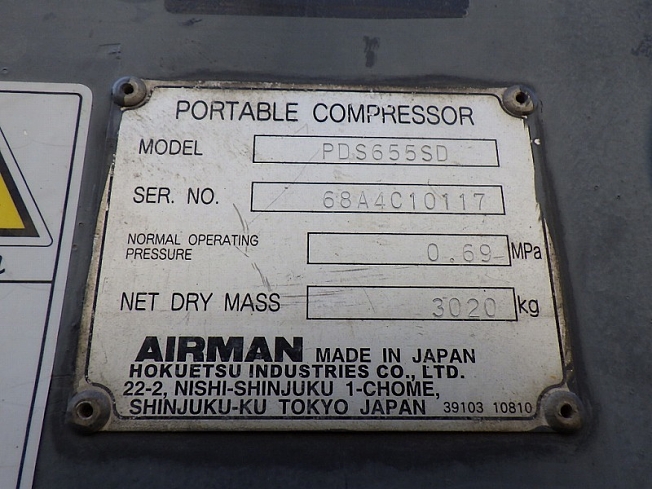 PORTABLE COMPRESSOR
MODEL PDS655SD
SER. NO. 68A4C10117
NORMAL OPERATING
PRESSURE 0.69 MPa
NET DRY MASS 3020 kg
AIRMAN MADE IN JAPAN
HOKUETSU INDUSTRIES CO., LTD.
22-2, NISHI-SHINJUKU 1-CHOME,
SHINJUKU-KU TOKYO JAPAN 39103 10810